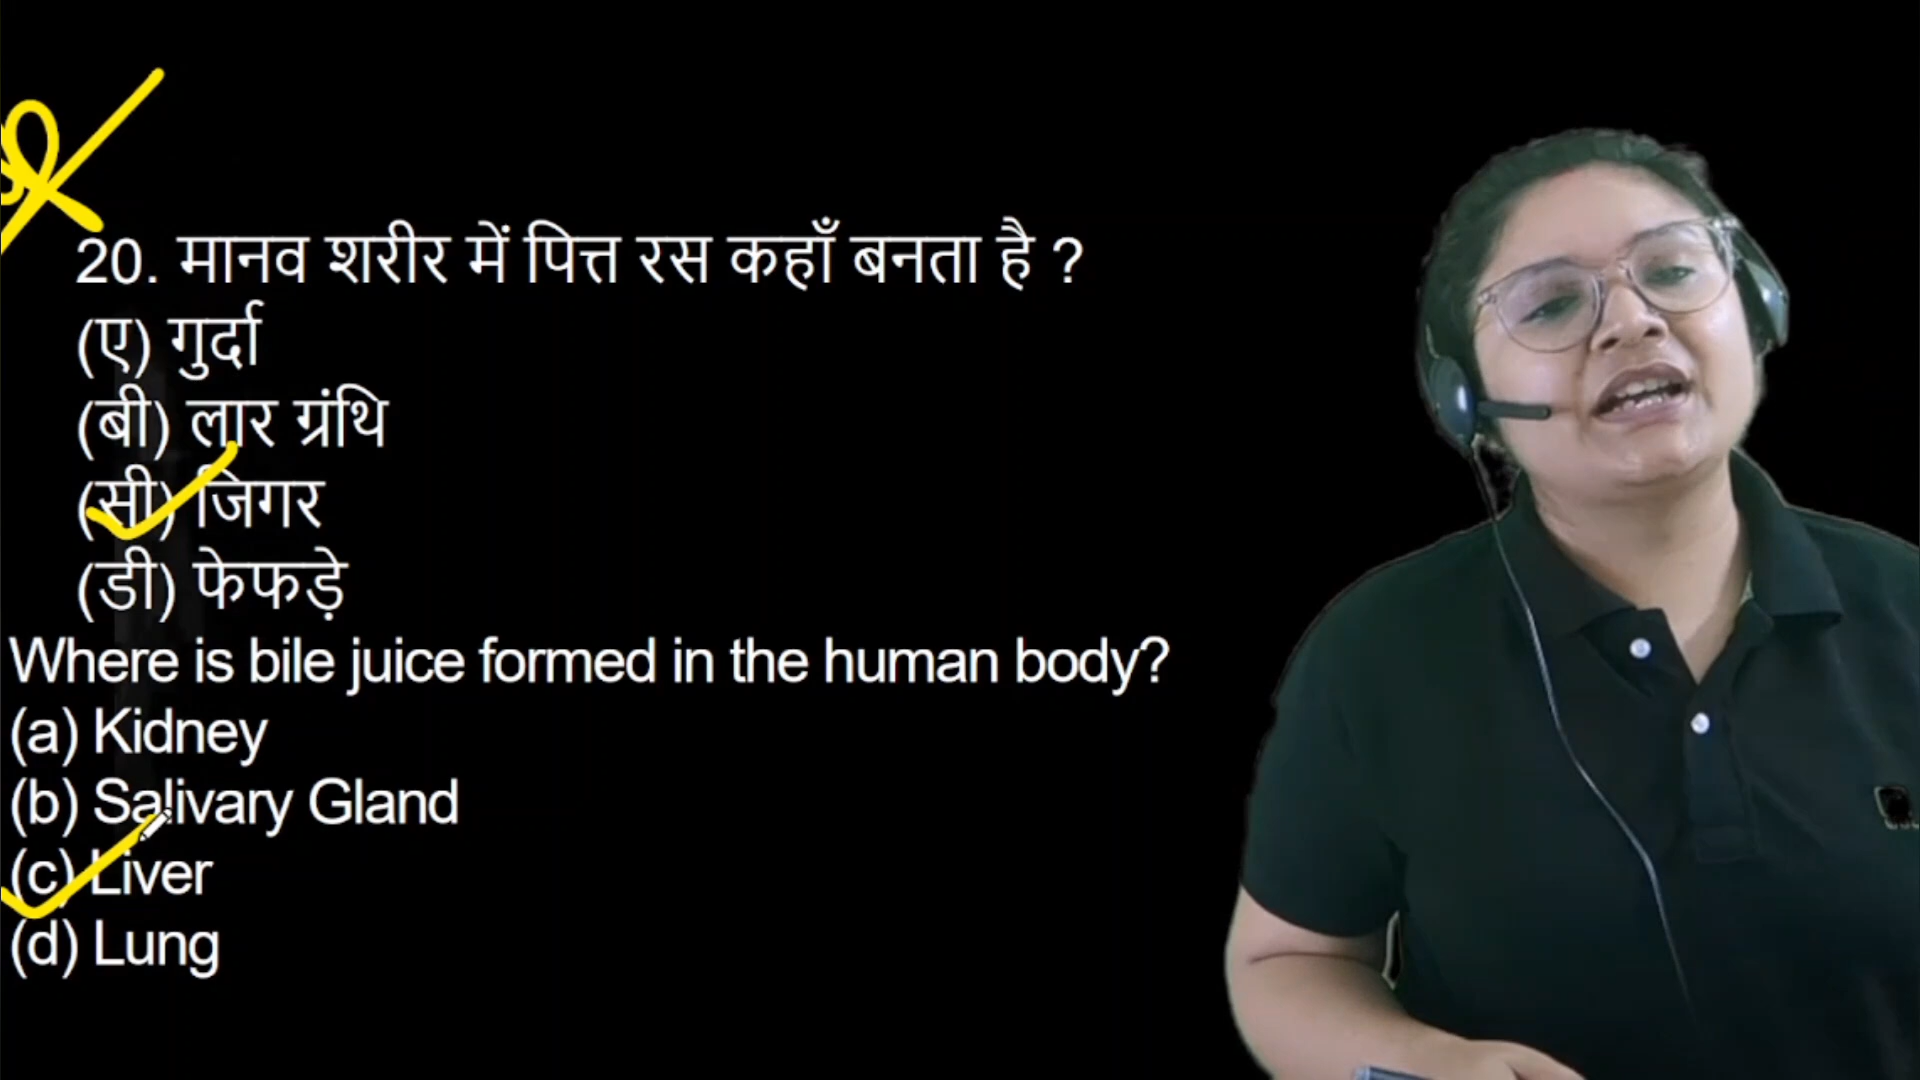 20. मानव शरीर में पित्त रस कहाँ बनता है ?
(ए) गुर्दा
(बी) लार ग्रंथि
(सी) जिगर
(डी) फेफड़े
Where is bile juice formed in the human body?
(a) Kidney
(b) Salivary Gland
(c) Liver
(d) Lung